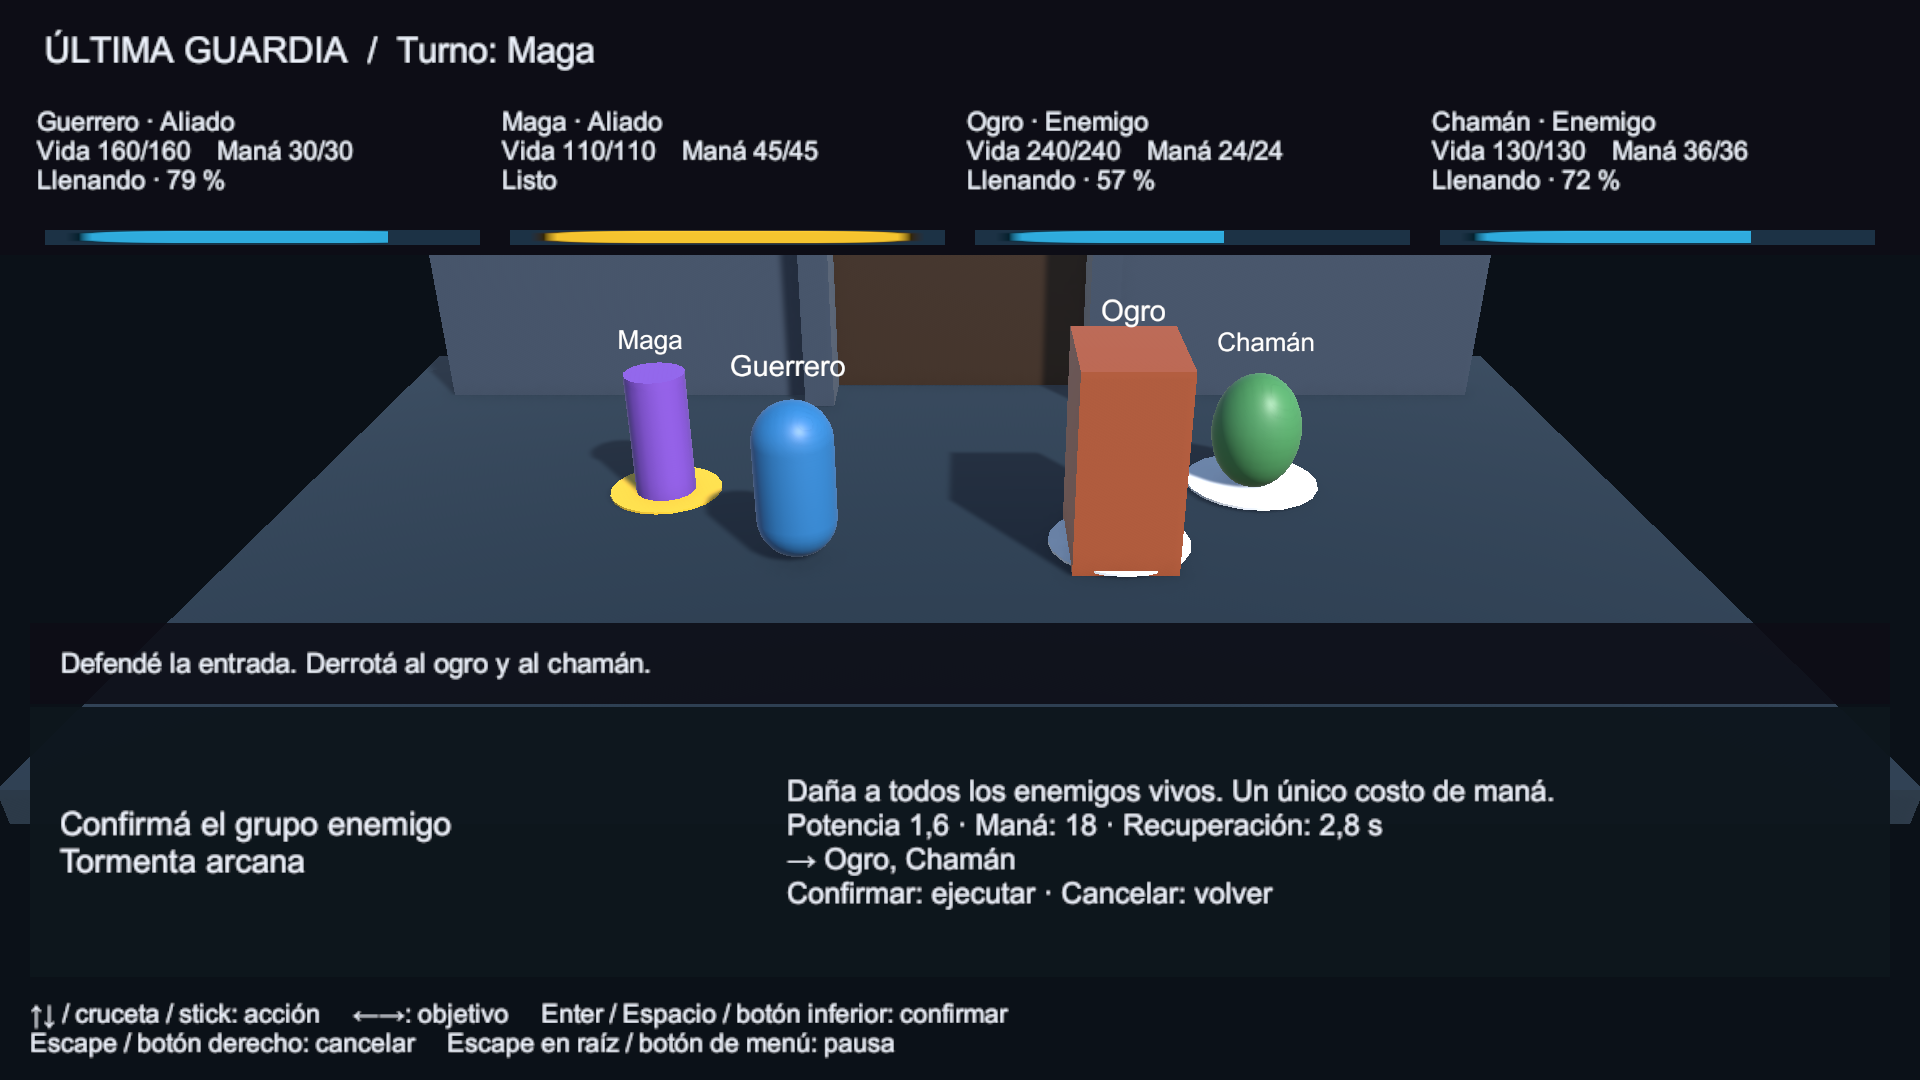 ÚLTIMA GUARDIA / Turno: Maga
Guerrero · Aliado
Vida 160/160 Maná 30/30
Llenando · 79 %
Maga · Aliado
Vida 110/110 Maná 45/45
Listo
Ogro · Enemigo
Vida 240/240 Maná 24/24
Llenando · 57 %
Chamán · Enemigo
Vida 130/130 Maná 36/36
Llenando · 72 %
Maga
Guerrero
Ogro
Chamán
Defendé la entrada. Derrotá al ogro y al chamán.
Confirmá el grupo enemigo
Tormenta arcana
Daña a todos los enemigos vivos. Un único costo de maná.
Potencia 1,6 · Maná: 18 · Recuperación: 2,8 s
→ Ogro, Chamán
Confirmar: ejecutar · Cancelar: volver
↑↓ / cruceta / stick: acción ←→: objetivo Enter / Espacio / botón inferior: confirmar
Escape / botón derecho: cancelar Escape en raíz / botón de menú: pausa